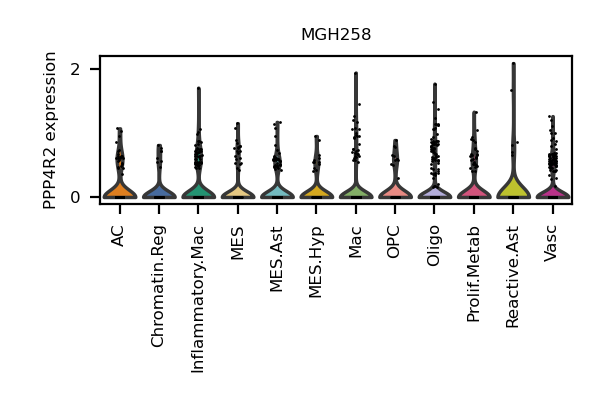 MGH258
PPP4R2 expression
2
0
AC
Chromatin.Reg
Inflammatory.Mac
MES
MES.Ast
MES.Hyp
Mac
OPC
Oligo
Prolif.Metab
Reactive.Ast
Vasc